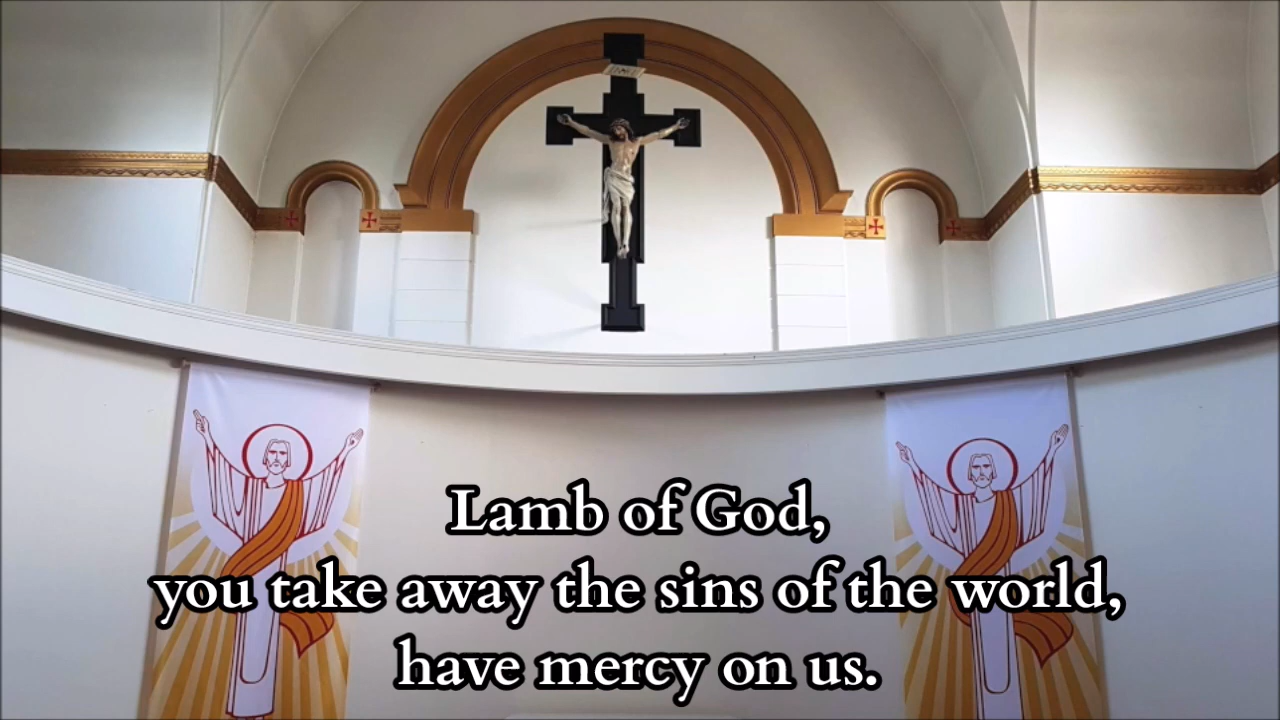 Lamb of God,
you take away the sins of the world,
have mercy on us.